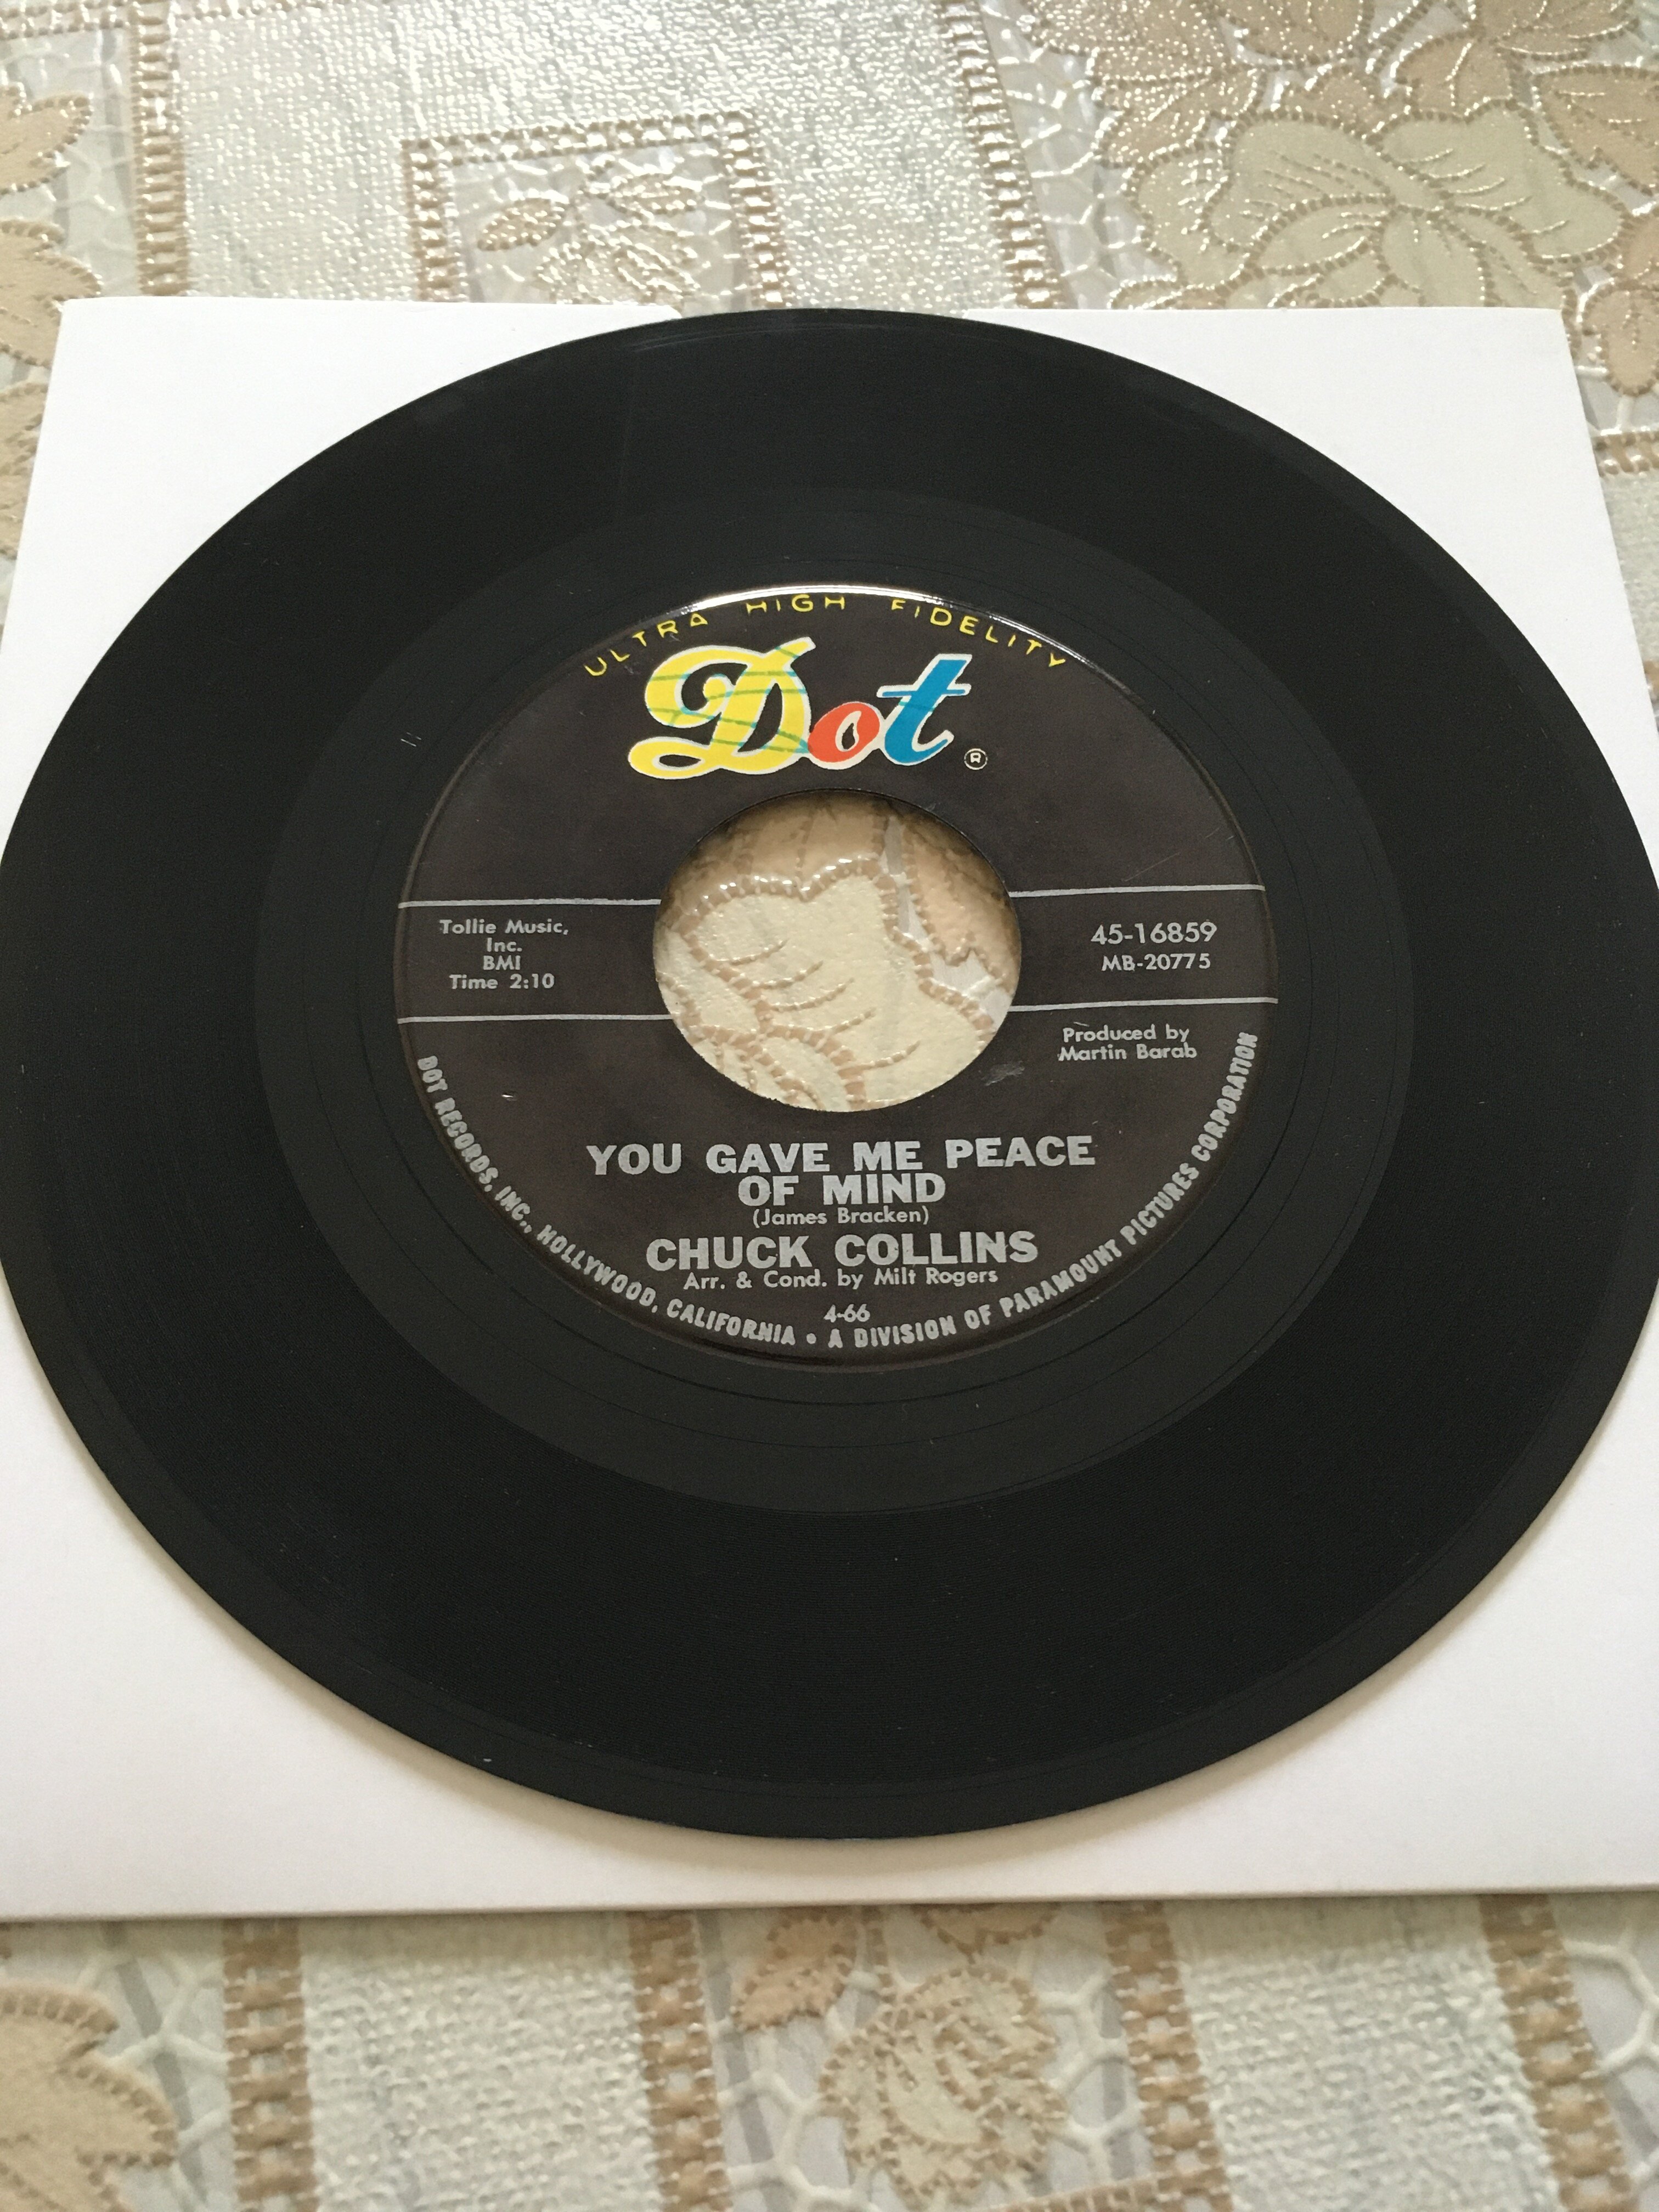 ULTRA HIGH FIDELITY
Dot ®
Tollie Music,
Inc.
BMI
Time 2:10
45-16859
MB-20775
Produced by
Martin Barab
YOU GAVE ME PEACE
OF MIND
(James Bracken)
CHUCK COLLINS
Arr. & Cond. by Milt Rogers
4-66
DOT RECORDS, INC., HOLLYWOOD, CALIFORNIA • A DIVISION OF PARAMOUNT PICTURES CORPORATION